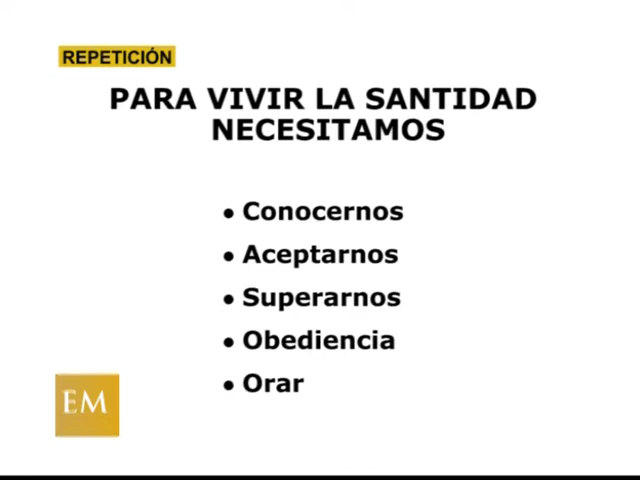 REPETICIÓN
PARA VIVIR LA SANTIDAD
NECESITAMOS
• Conocernos
• Aceptarnos
• Superarnos
• Obediencia
• Orar
EM